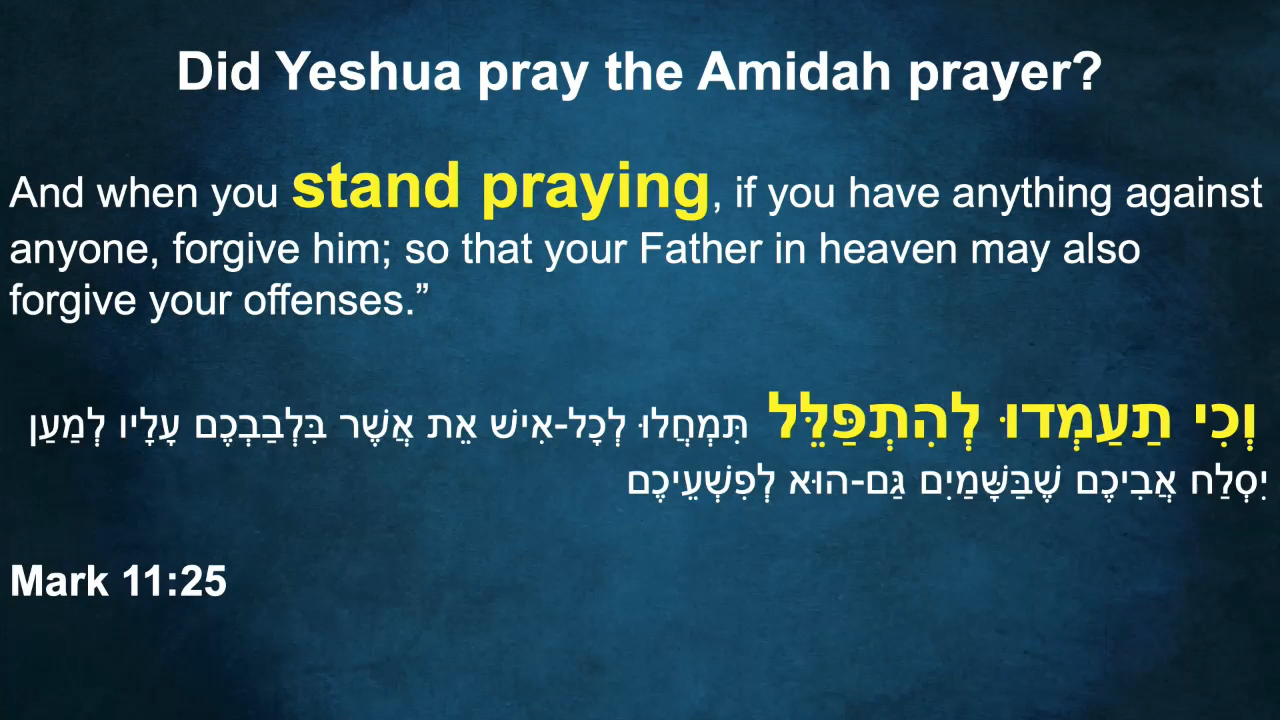 Did Yeshua pray the Amidah prayer?
And when you stand praying, if you have anything against
anyone, forgive him; so that your Father in heaven may also
forgive your offenses.”
וְכִי תַעַמְדוּ לְהִתְפַּלֵּל תִּמְחֲלוּ לְכָל-אִישׁ אֵת אֲשֶׁר בִּלְבַבְכֶם עָלָיו לְמַעַן
יִסְלַח אֲבִיכֶם שֶׁבַּשָּׁמַיִם גַּם-הוּא לְפִשְׁעֵיכֶם
Mark 11:25